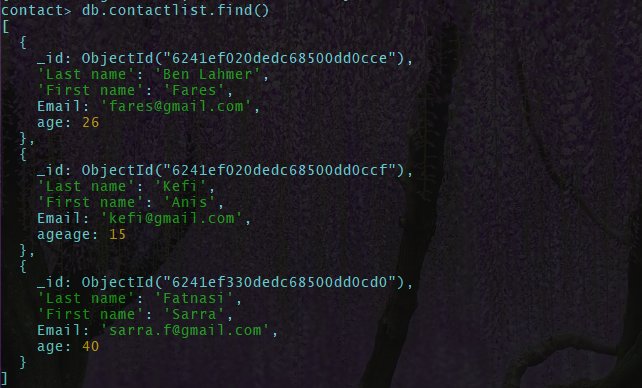 contact> db.contactlist.find()
[
  {
    _id: ObjectId("6241ef020dedc68500dd0cce"),
    'Last name': 'Ben Lahmer',
    'First name': 'Fares',
    Email: 'fares@gmail.com',
    age: 26
  },
  {
    _id: ObjectId("6241ef020dedc68500dd0ccf"),
    'Last name': 'Kefi',
    'First name': 'Anis',
    Email: 'kefi@gmail.com',
    ageage: 15
  },
  {
    _id: ObjectId("6241ef330dedc68500dd0cd0"),
    'Last name': 'Fatnasi',
    'First name': 'Sarra',
    Email: 'sarra.f@gmail.com',
    age: 40
  }
]